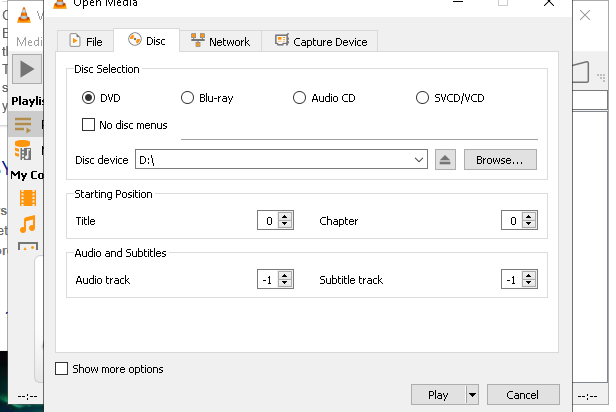 Open Media
File
Disc
Network
Capture Device
Disc Selection
DVD
Blu-ray
Audio CD
SVCD/VCD
No disc menus
Disc device
D:\
Browse...
Starting Position
Title
0
Chapter
0
Audio and Subtitles
Audio track
-1
Subtitle track
-1
Show more options
Play
Cancel
Medi
Playlis
My Co
--:--
--:--